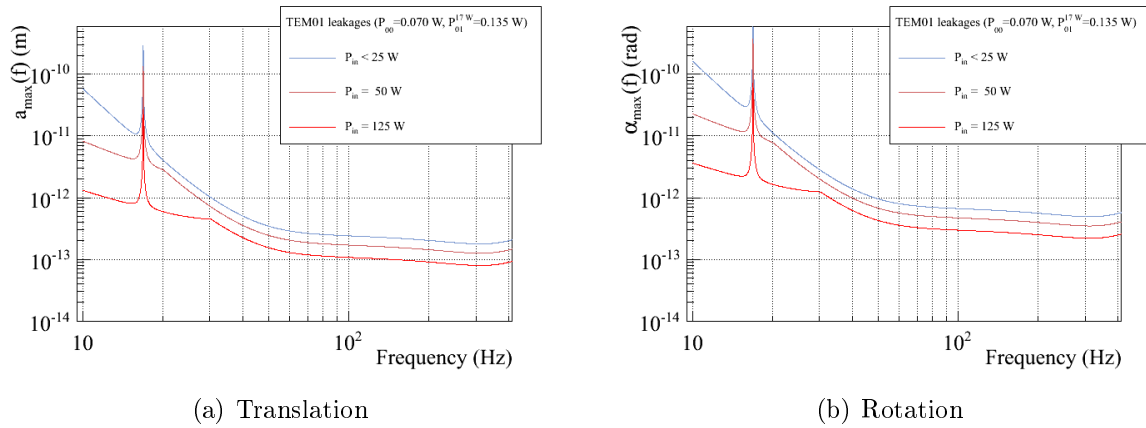 TEM01 leakages (P00=0.070 W, P01^17 W=0.135 W)
Pin < 25 W
Pin = 50 W
Pin = 125 W
amax(f) (m)
10^-10
10^-11
10^-12
10^-13
10^-14
10
10^2
Frequency (Hz)
(a) Translation
TEM01 leakages (P00=0.070 W, P01^17 W=0.135 W)
Pin < 25 W
Pin = 50 W
Pin = 125 W
αmax(f) (rad)
10^-10
10^-11
10^-12
10^-13
10^-14
10
10^2
Frequency (Hz)
(b) Rotation